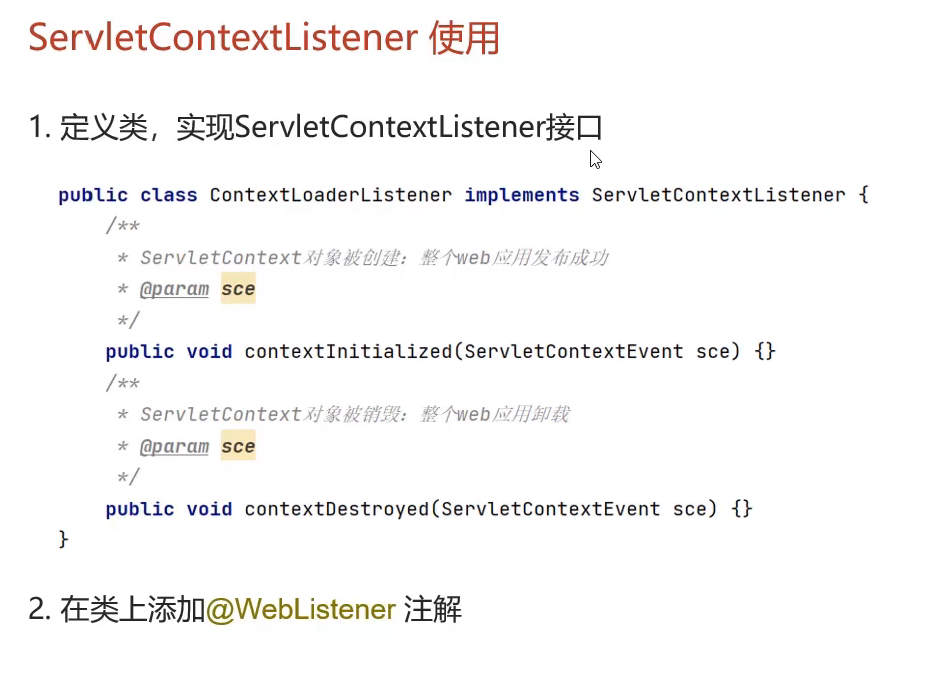 ServletContextListener 使用
1. 定义类，实现ServletContextListener接口
public class ContextLoaderListener implements ServletContextListener {
    /**
     * ServletContext对象被创建：整个web应用发布成功
     * @param sce
     */
    public void contextInitialized(ServletContextEvent sce) {}
    /**
     * ServletContext对象被销毁：整个web应用卸载
     * @param sce
     */
    public void contextDestroyed(ServletContextEvent sce) {}
}
2. 在类上添加@WebListener 注解